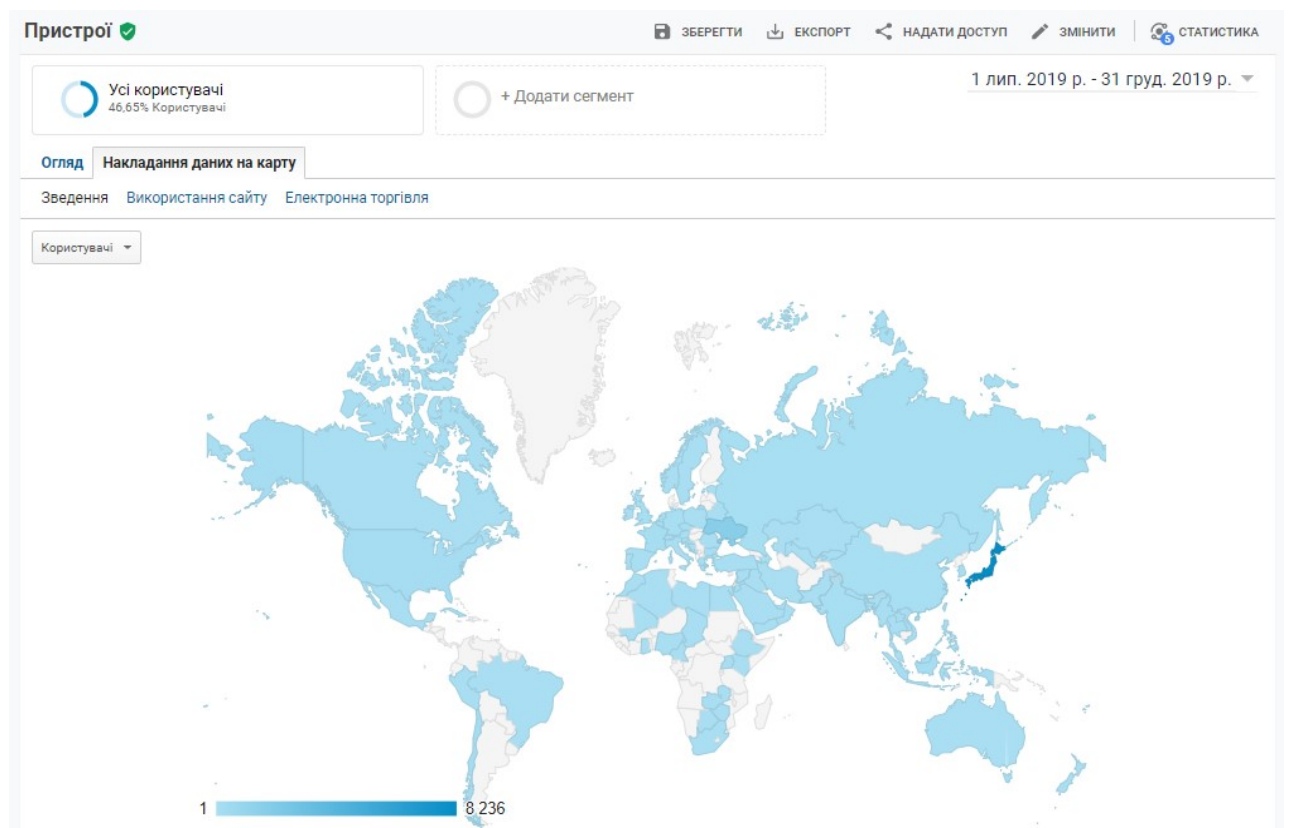 Пристрої
ЗБЕРЕГТИ ЕКСПОРТ НАДАТИ ДОСТУП ЗМІНИТИ 5 СТАТИСТИКА
Усі користувачі
46,65% Користувачі
+ Додати сегмент
1 лип. 2019 р. - 31 груд. 2019 р.
Огляд Накладання даних на карту
Зведення Використання сайту Електронна торгівля
Користувачі
1 8 236